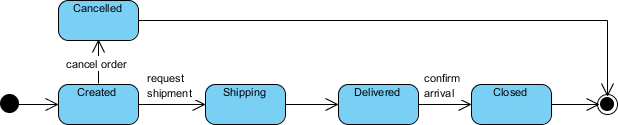 Cancelled
cancel order
Created
request
shipment
Shipping
Delivered
confirm
arrival
Closed